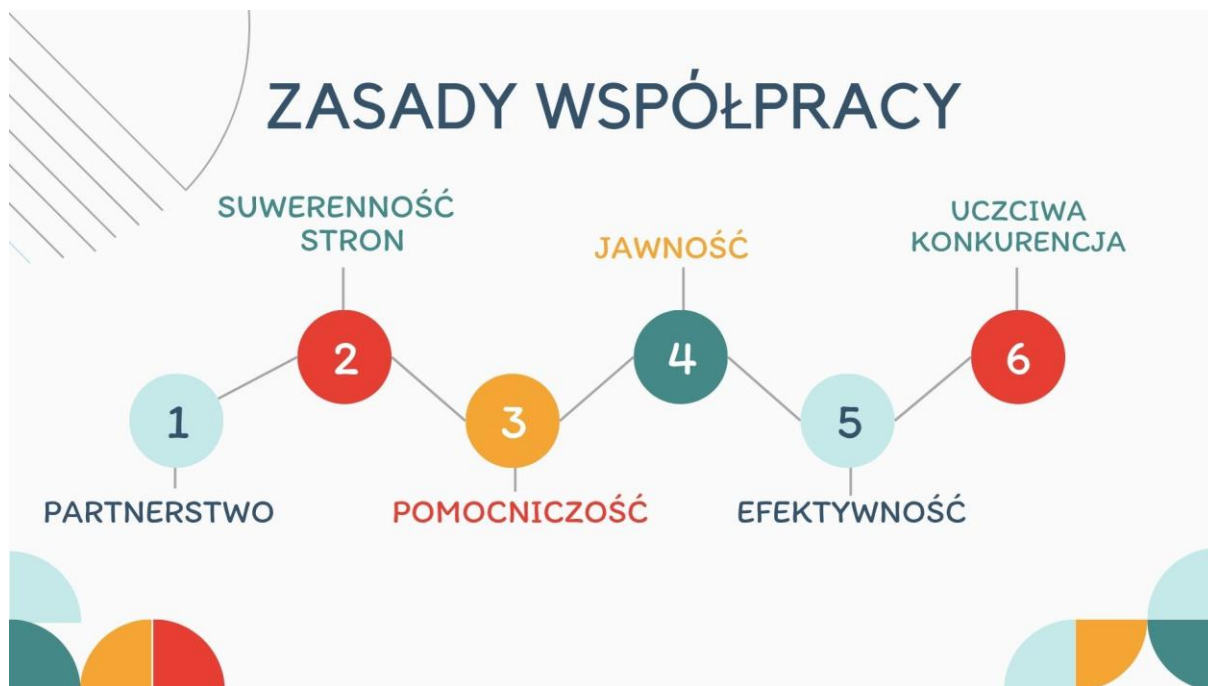 ZASADY WSPÓŁPRACY
1
PARTNERSTWO
SUWERENNOŚĆ
STRON
2
3
POMOCNICZOŚĆ
JAWNOŚĆ
4
5
EFEKTYWNOŚĆ
UCZCIWA
KONKURENCJA
6